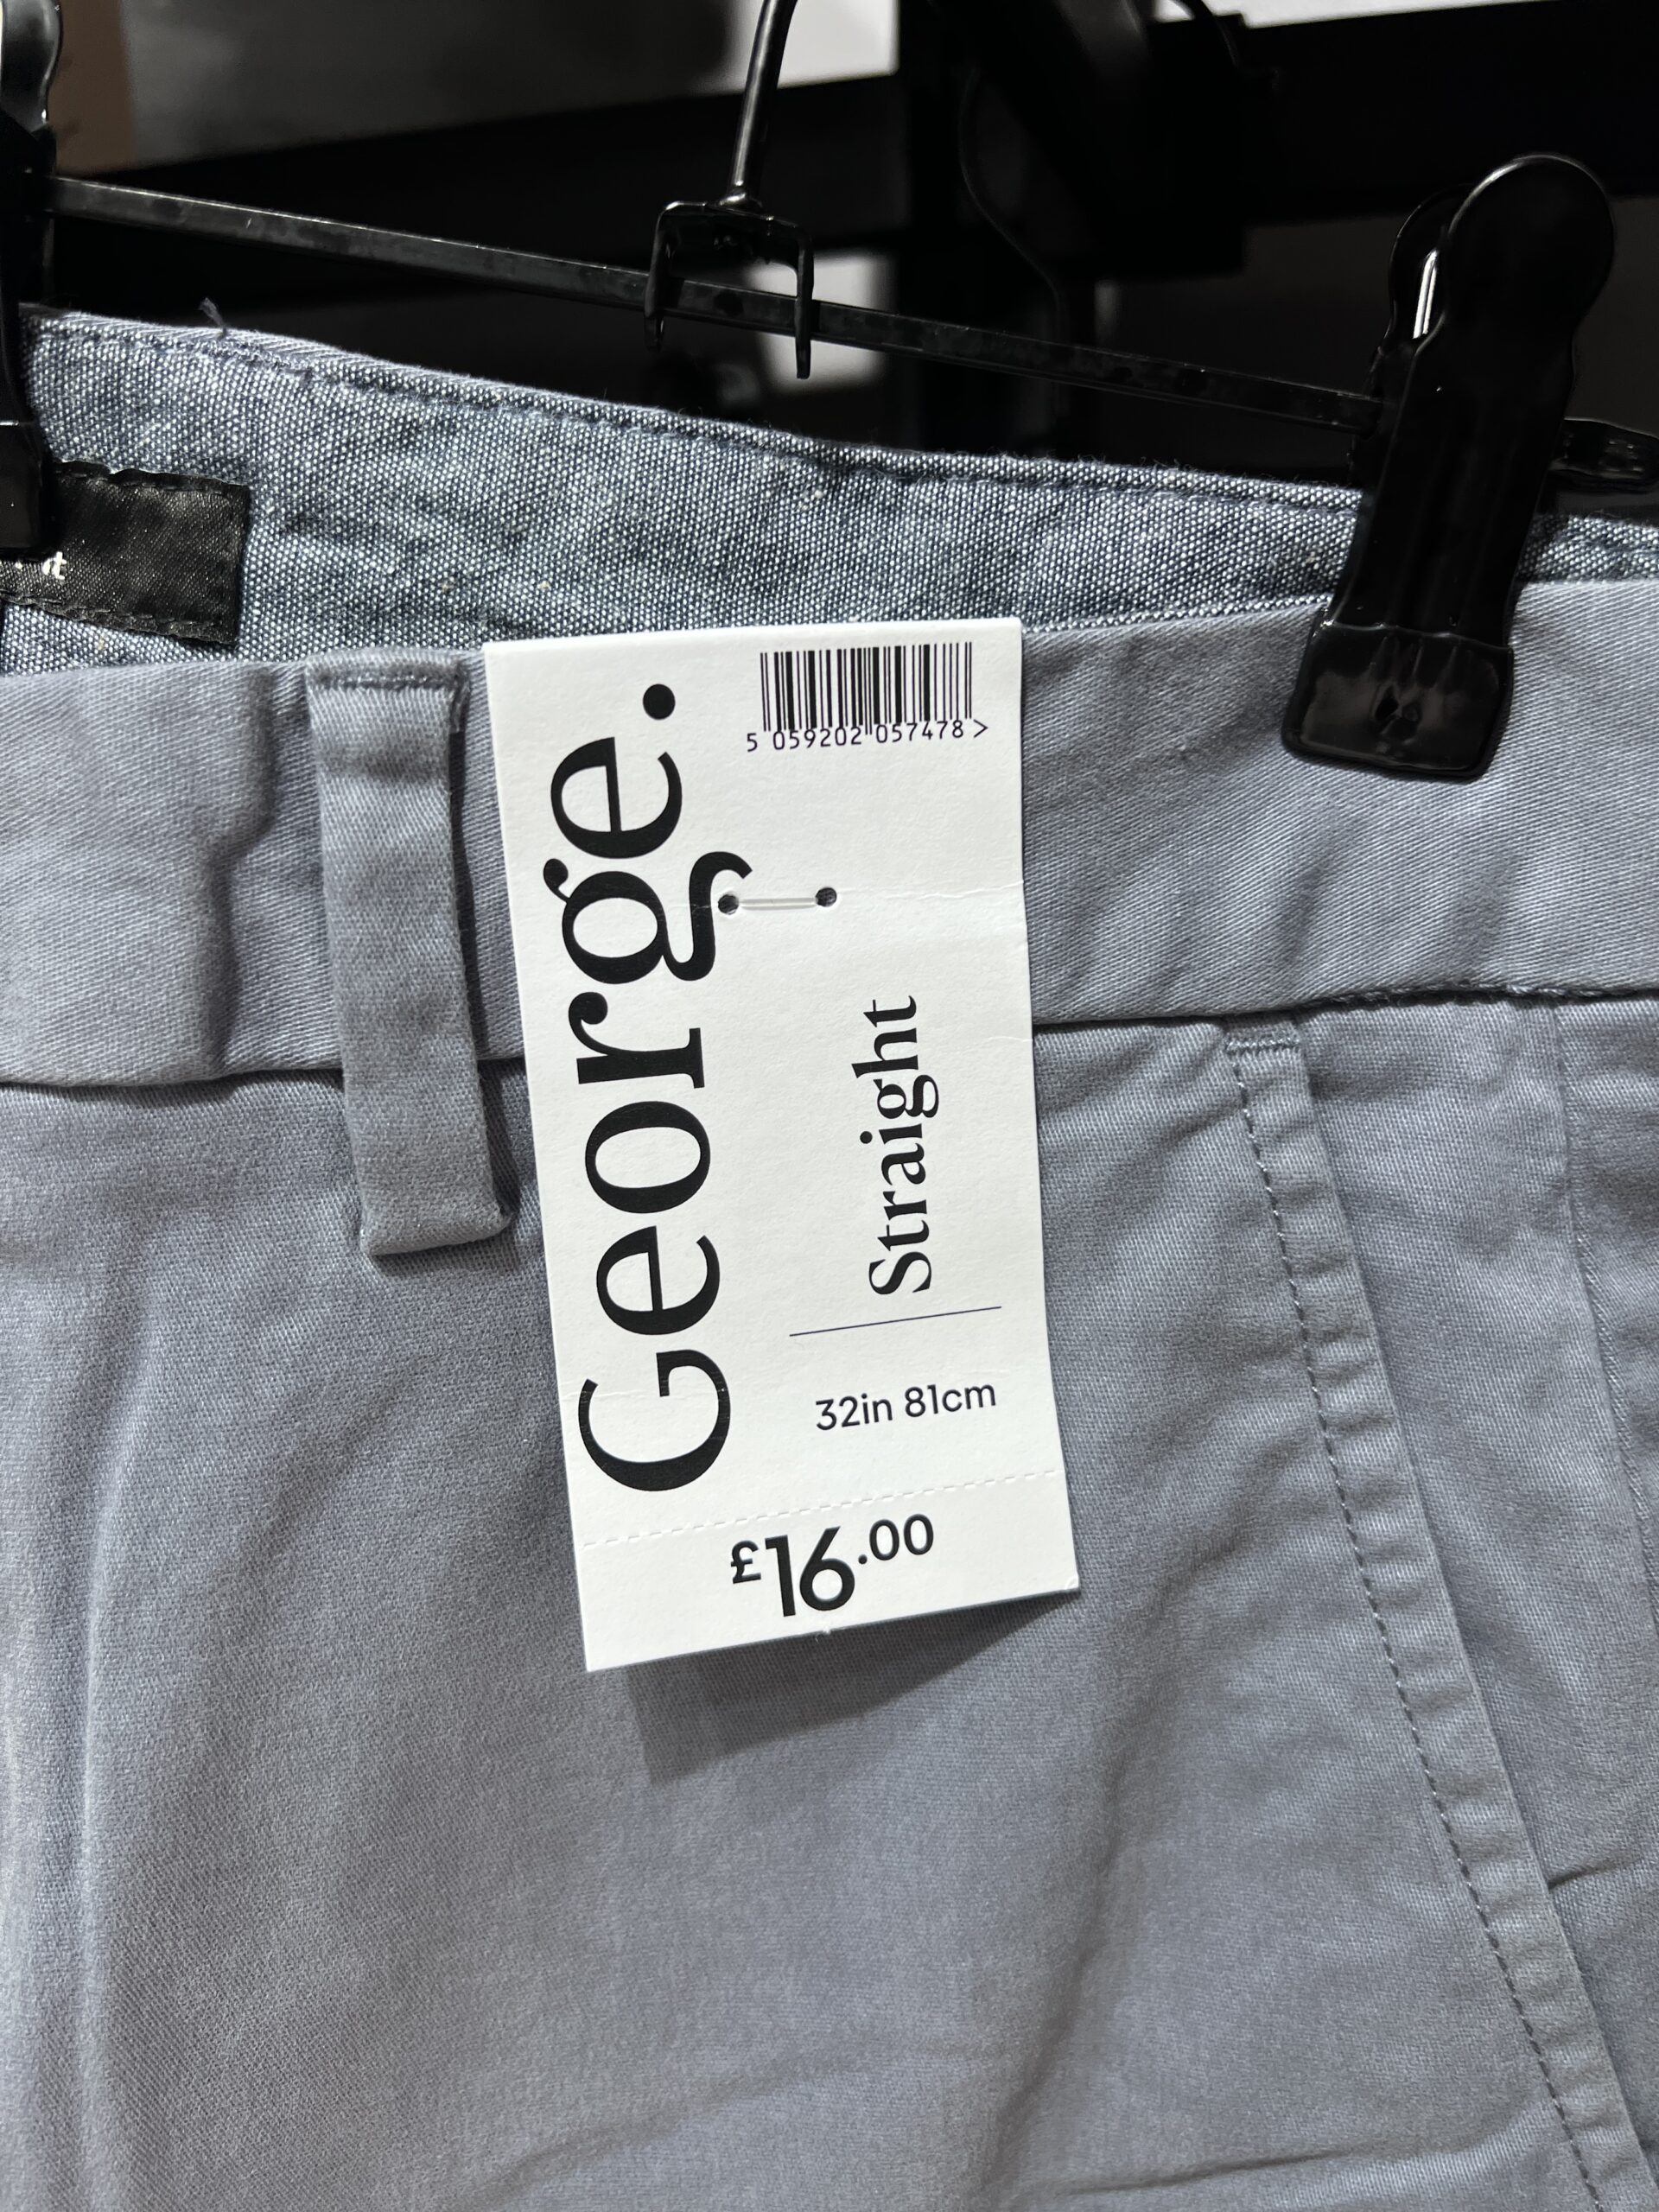 5 059202 057478 >
George.
Straight
32in 81cm
£16.00